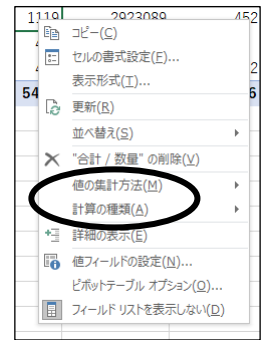 1119 2923089 452
コピー(C)
セルの書式設定(F)...
表示形式(T)...
2
54 6
更新(R)
並べ替え(S)
"合計 / 数量" の削除(V)
値の集計方法(M)
計算の種類(A)
詳細の表示(E)
値フィールドの設定(N)...
ピボットテーブル オプション(O)...
フィールド リストを表示しない(D)